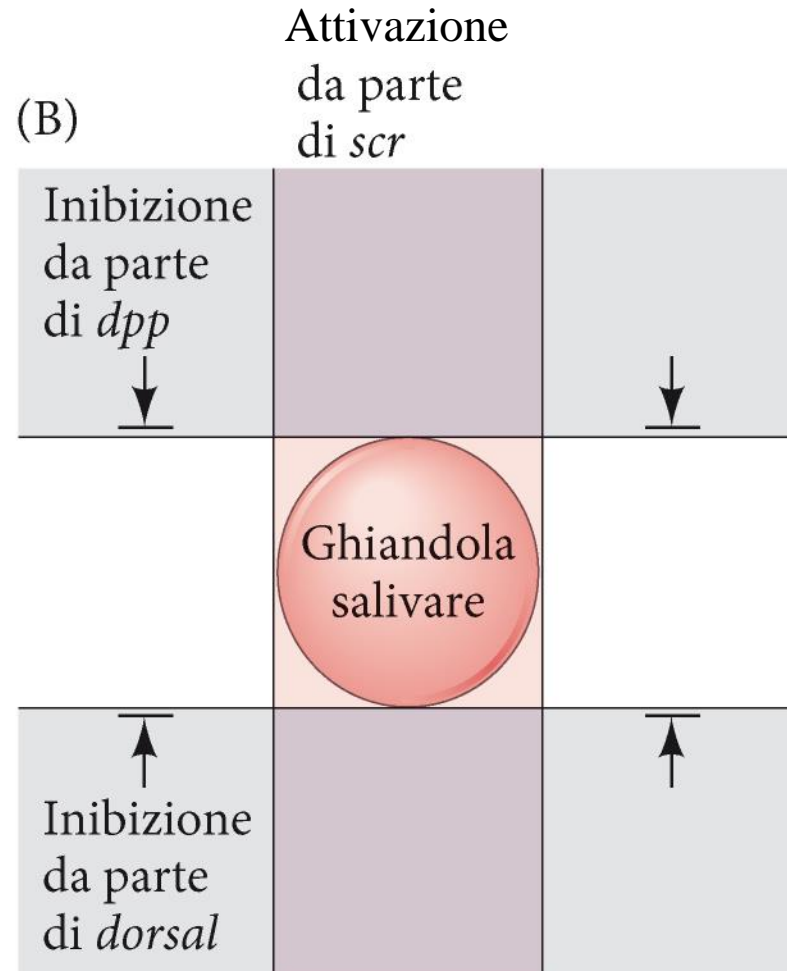 Attivazione
da parte
di scr
(B)
Inibizione
da parte
di dpp
Ghiandola
salivare
Inibizione
da parte
di dorsal